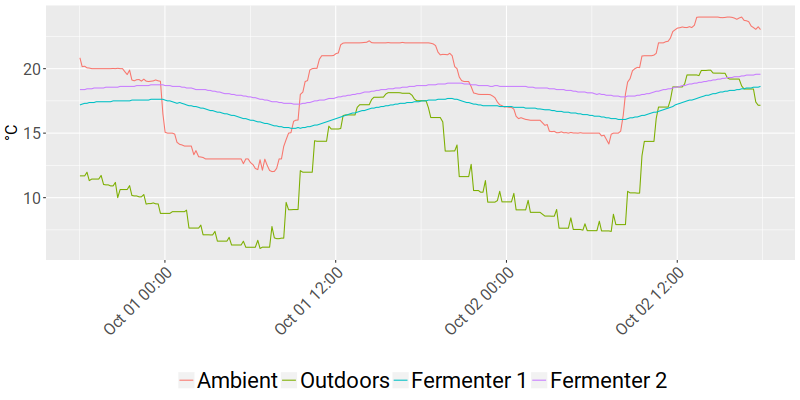 °C
20
15
10
Oct 01 00:00
Oct 01 12:00
Oct 02 00:00
Oct 02 12:00
Ambient Outdoors Fermenter 1 Fermenter 2